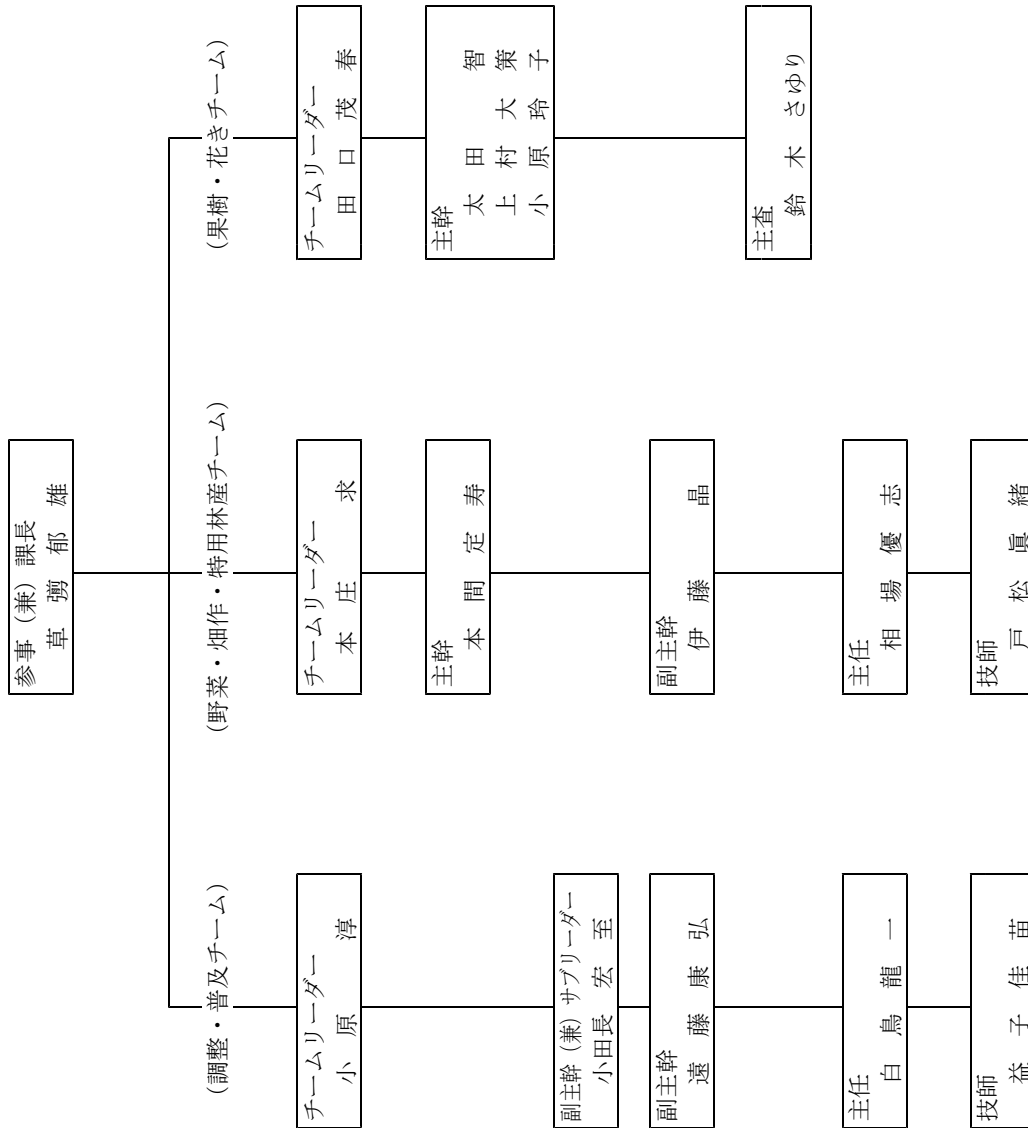 参事（兼）課長
草彅郁雄
（調整・普及チーム）
チームリーダー
小原 淳
副主幹（兼）サブリーダー
小田長宏至
副主幹
遠藤康弘
主任
白鳥龍一
技師
益子佳苗
（野菜・畑作・特用林産チーム）
チームリーダー
本庄 求
主幹
本間定寿
副主幹
伊藤 晶
主任
相場優志
技師
戸松眞緒
（果樹・花きチーム）
チームリーダー
田口茂春
主幹
太田 智
上村大策
小原玲子
主査
鈴木さゆり